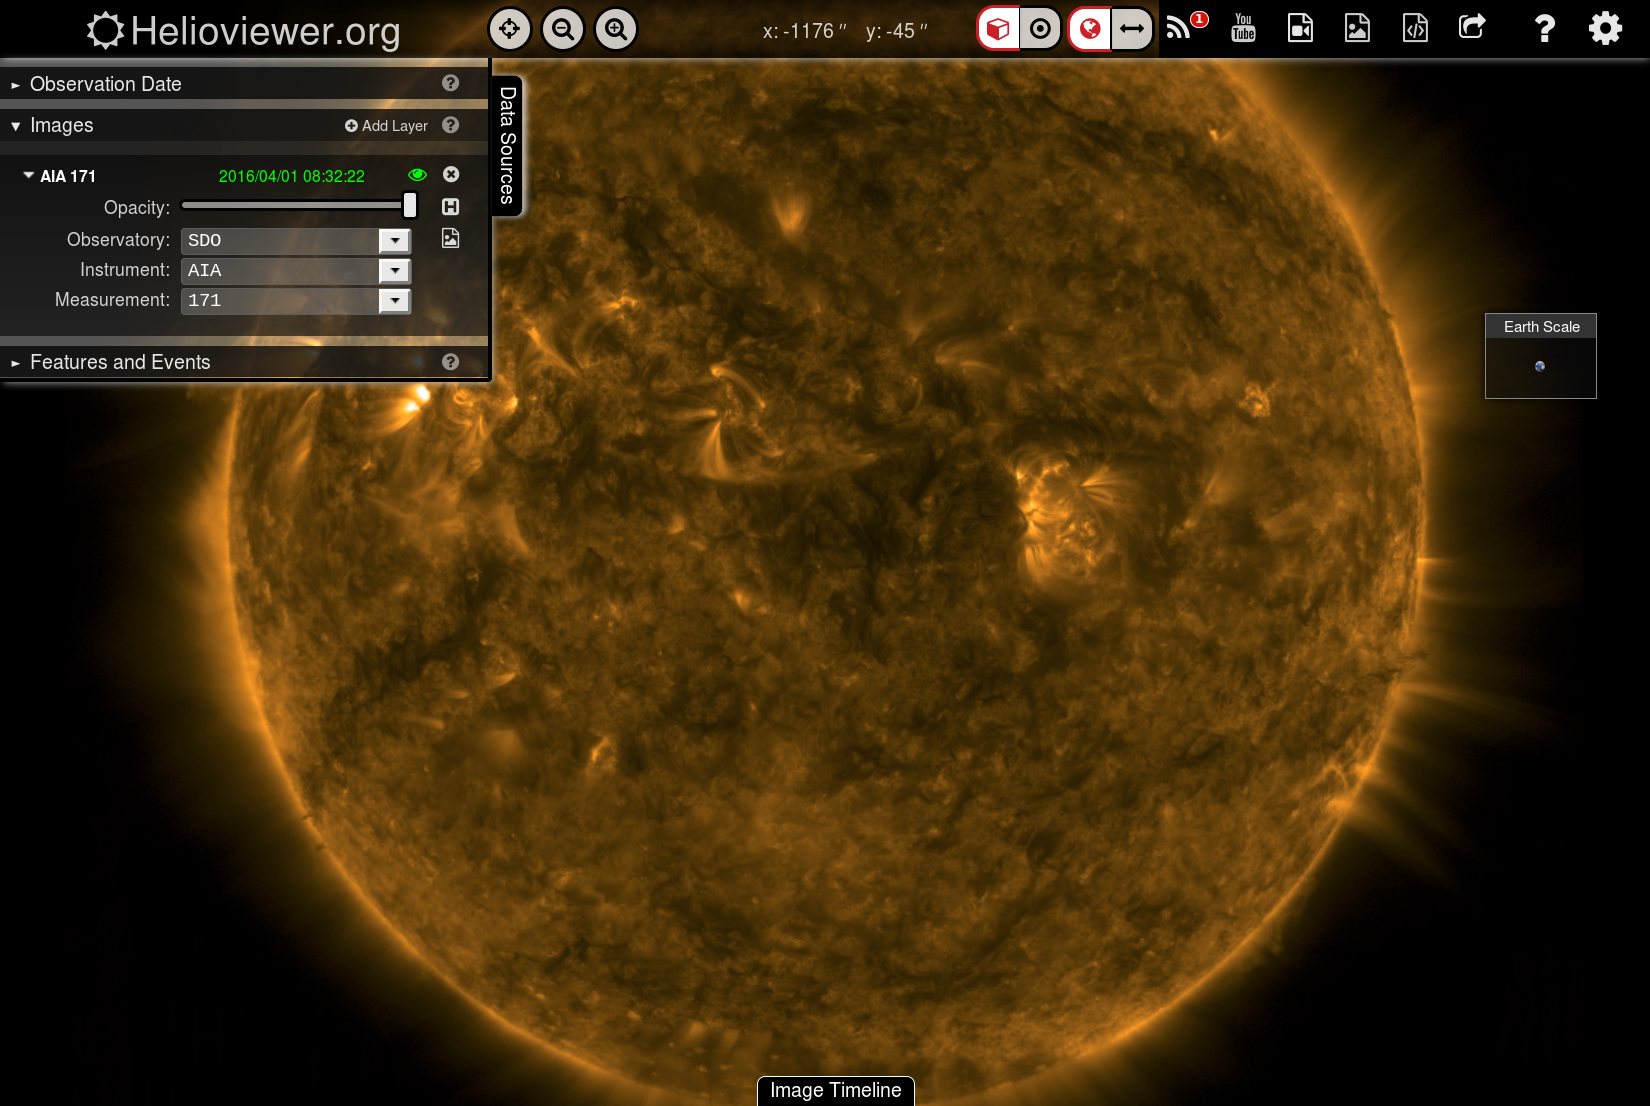 Helioviewer.org
x: -1176 " y: -45 "
1
You
Tube
?
Observation Date ?
Images Add Layer ?
AIA 171 2016/04/01 08:32:22
Opacity:
H
Observatory: SDO
Instrument: AIA
Measurement: 171
Features and Events ?
Data Sources
Earth Scale
Image Timeline